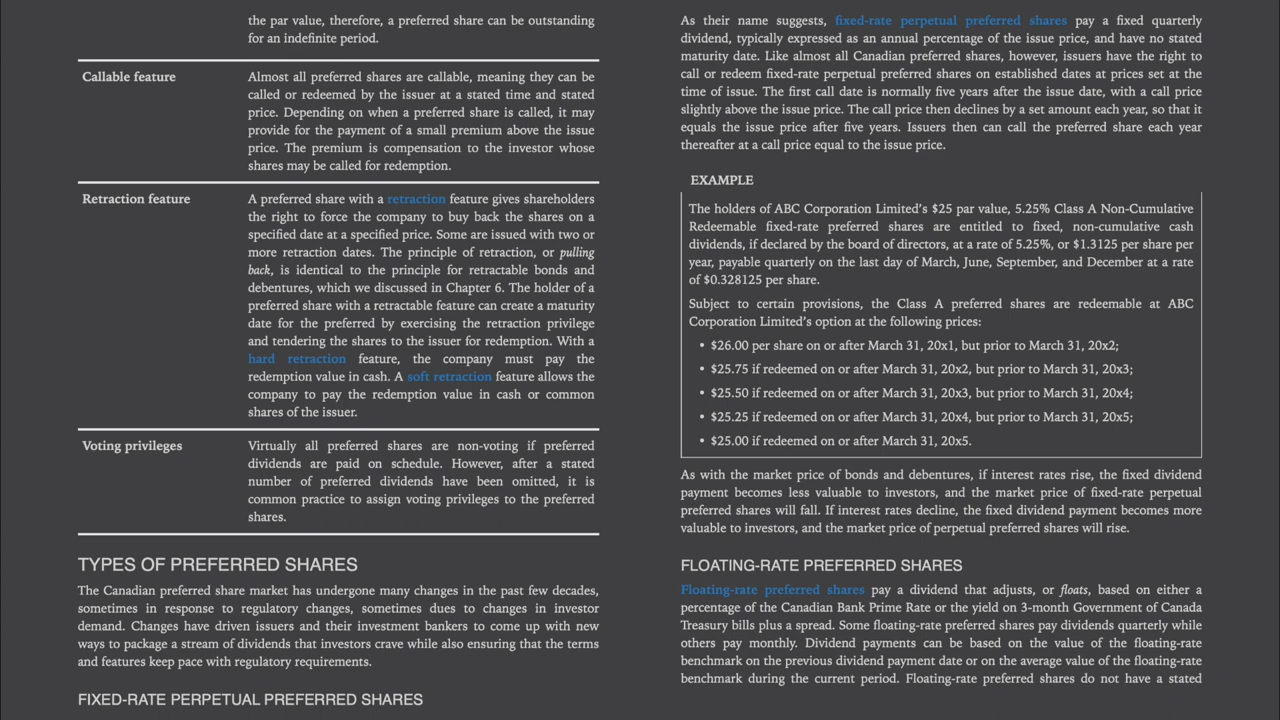 the par value, therefore, a preferred share can be outstanding
for an indefinite period.
Callable feature
Almost all preferred shares are callable, meaning they can be
called or redeemed by the issuer at a stated time and stated
price. Depending on when a preferred share is called, it may
provide for the payment of a small premium above the issue
price. The premium is compensation to the investor whose
shares may be called for redemption.
Retraction feature
A preferred share with a retraction feature gives shareholders
the right to force the company to buy back the shares on a
specified date at a specified price. Some are issued with two or
more retraction dates. The principle of retraction, or pulling
back, is identical to the principle for retractable bonds and
debentures, which we discussed in Chapter 6. The holder of a
preferred share with a retractable feature can create a maturity
date for the preferred by exercising the retraction privilege
and tendering the shares to the issuer for redemption. With a
hard retraction feature, the company must pay the
redemption value in cash. A soft retraction feature allows the
company to pay the redemption value in cash or common
shares of the issuer.
Voting privileges
Virtually all preferred shares are non-voting if preferred
dividends are paid on schedule. However, after a stated
number of preferred dividends have been omitted, it is
common practice to assign voting privileges to the preferred
shares.
TYPES OF PREFERRED SHARES
The Canadian preferred share market has undergone many changes in the past few decades,
sometimes in response to regulatory changes, sometimes dues to changes in investor
demand. Changes have driven issuers and their investment bankers to come up with new
ways to package a stream of dividends that investors crave while also ensuring that the terms
and features keep pace with regulatory requirements.
FIXED-RATE PERPETUAL PREFERRED SHARES
As their name suggests, fixed-rate perpetual preferred shares pay a fixed quarterly
dividend, typically expressed as an annual percentage of the issue price, and have no stated
maturity date. Like almost all Canadian preferred shares, however, issuers have the right to
call or redeem fixed-rate perpetual preferred shares on established dates at prices set at the
time of issue. The first call date is normally five years after the issue date, with a call price
slightly above the issue price. The call price then declines by a set amount each year, so that it
equals the issue price after five years. Issuers then can call the preferred share each year
thereafter at a call price equal to the issue price.
EXAMPLE
The holders of ABC Corporation Limited's $25 par value, 5.25% Class A Non-Cumulative
Redeemable fixed-rate preferred shares are entitled to fixed, non-cumulative cash
dividends, if declared by the board of directors, at a rate of 5.25%, or $1.3125 per share per
year, payable quarterly on the last day of March, June, September, and December at a rate
of $0.328125 per share.
Subject to certain provisions, the Class A preferred shares are redeemable at ABC
Corporation Limited's option at the following prices:
• $26.00 per share on or after March 31, 20x1, but prior to March 31, 20x2;
• $25.75 if redeemed on or after March 31, 20x2, but prior to March 31, 20x3;
• $25.50 if redeemed on or after March 31, 20x3, but prior to March 31, 20x4;
• $25.25 if redeemed on or after March 31, 20x4, but prior to March 31, 20x5;
• $25.00 if redeemed on or after March 31, 20x5.
As with the market price of bonds and debentures, if interest rates rise, the fixed dividend
payment becomes less valuable to investors, and the market price of fixed-rate perpetual
preferred shares will fall. If interest rates decline, the fixed dividend payment becomes more
valuable to investors, and the market price of perpetual preferred shares will rise.
FLOATING-RATE PREFERRED SHARES
Floating-rate preferred shares pay a dividend that adjusts, or floats, based on either a
percentage of the Canadian Bank Prime Rate or the yield on 3-month Government of Canada
Treasury bills plus a spread. Some floating-rate preferred shares pay dividends quarterly while
others pay monthly. Dividend payments can be based on the value of the floating-rate
benchmark on the previous dividend payment date or on the average value of the floating-rate
benchmark during the current period. Floating-rate preferred shares do not have a stated